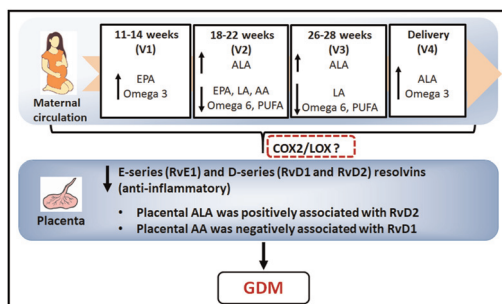 11-14 weeks (V1)
EPA
Omega 3
18-22 weeks (V2)
ALA
EPA, LA, AA
Omega 6, PUFA
26-28 weeks (V3)
ALA
LA
Omega 6, PUFA
Delivery (V4)
ALA
Omega 3
Maternal circulation
COX2/LOX ?
E-series (RvE1) and D-series (RvD1 and RvD2) resolvins
(anti-inflammatory)
• Placental ALA was positively associated with RvD2
• Placental AA was negatively associated with RvD1
Placenta
GDM